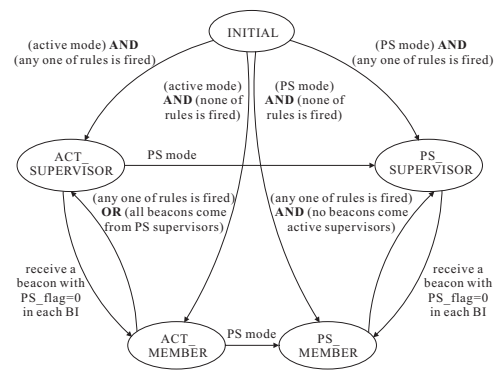 INITIAL
(active mode) AND
(any one of rules is fired)
(PS mode) AND
(any one of rules is fired)
(active mode)
AND (none of
rules is fired)
(PS mode)
AND (none of
rules is fired)
ACT_
SUPERVISOR
PS mode
PS_
SUPERVISOR
(any one of rules is fired)
OR (all beacons come
from PS supervisors)
(any one of rules is fired)
AND (no beacons come
active supervisors)
receive a
beacon with
PS_flag=0
in each BI
receive a
beacon with
PS_flag=0
in each BI
ACT_
MEMBER
PS mode
PS_
MEMBER